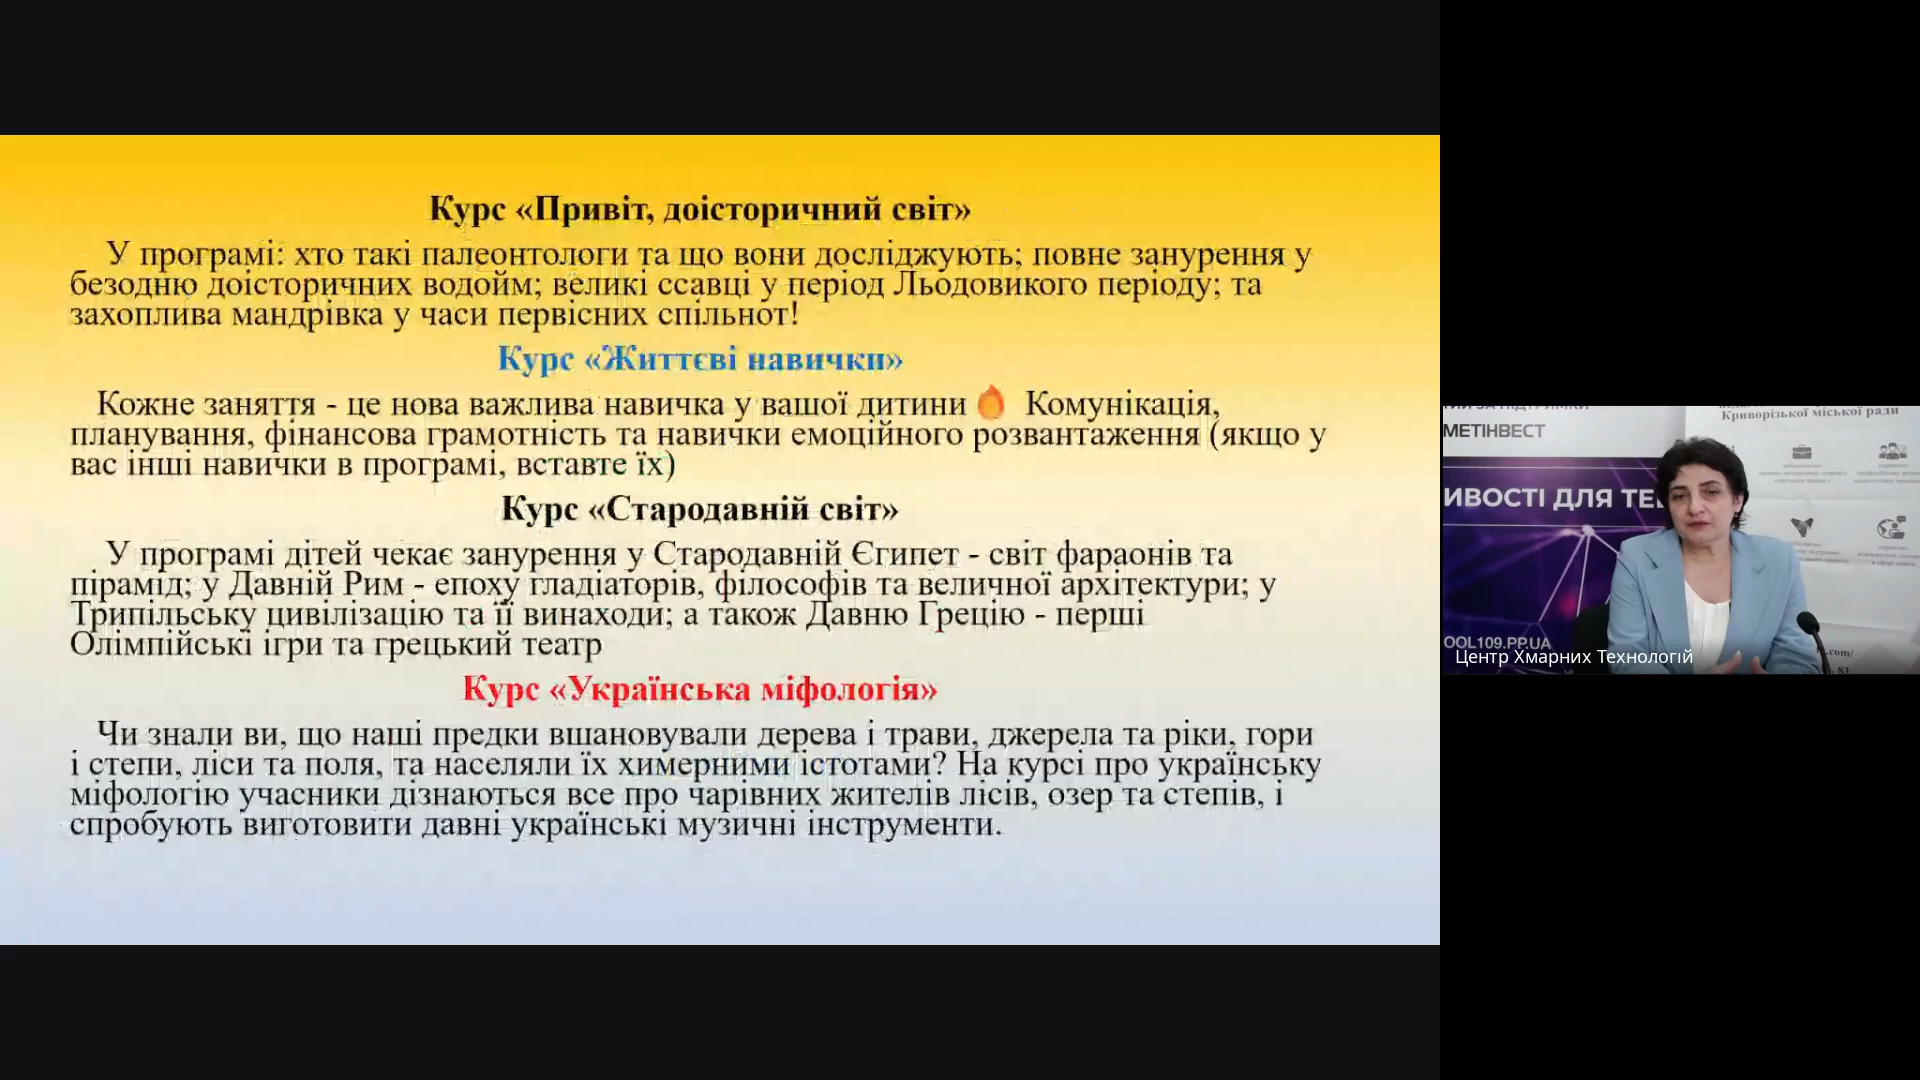 Курс «Привіт, доісторичний світ»
У програмі: хто такі палеонтологи та що вони досліджують; повне занурення у
безодню доісторичних водойм; великі ссавці у період Льодовикого періоду; та
захоплива мандрівка у часи первісних спільнот!
Курс «Життєві навички»
Кожне заняття - це нова важлива навичка у вашої дитини 🔥 Комунікація,
планування, фінансова грамотність та навички емоційного розвантаження (якщо у
вас інші навички в програмі, вставте їх)
Курс «Стародавній світ»
У програмі дітей чекає занурення у Стародавній Єгипет - світ фараонів та
пірамід; у Давній Рим - епоху гладіаторів, філософів та величної архітектури; у
Трипільську цивілізацію та її винаходи; а також Давню Грецію - перші
Олімпійські ігри та грецький театр
Курс «Українська міфологія»
Чи знали ви, що наші предки вшановували дерева і трави, джерела та ріки, гори
і степи, ліси та поля, та населяли їх химерними істотами? На курсі про українську
міфологію учасники дізнаються все про чарівних жителів лісів, озер та степів, і
спробують виготовити давні українські музичні інструменти.
Криворізької міської ради
МЕТІНВЕСТ
ИВОСТІ ДЛЯ ТЕ
OOL109.PP.UA
Центр Хмарних Технологій